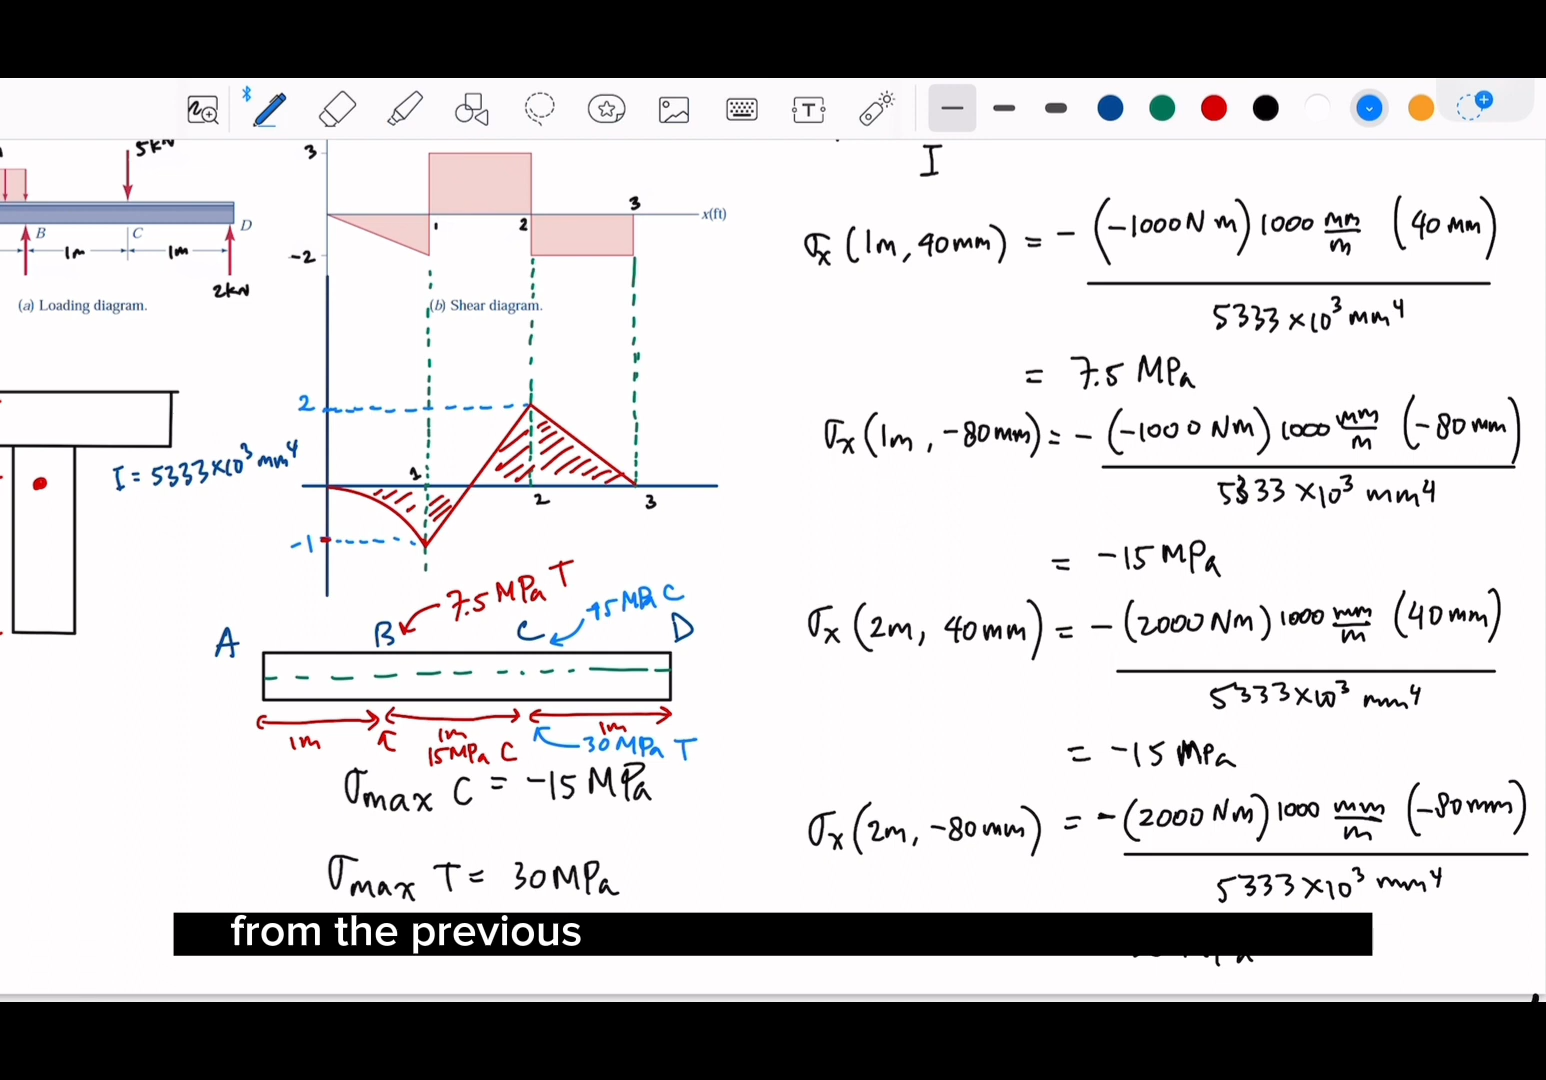 5kN
B
C
D
1m
1m
2kN
(a) Loading diagram.
3
-2
1
2
3
x(ft)
(b) Shear diagram.
I = 5333×10³ mm⁴
2
-1
1
2
3
A
B
C
D
7.5 MPa T
15 MPa C
1m
1m
1m
15MPa C
30 MPa T
σmax C = -15 MPa
σmax T = 30 MPa
I
σx (1m, 40mm) = - (-1000 N m) 1000 mm/m (40 mm)
5333 ×10³ mm⁴
= 7.5 MPa
σx (1m, -80mm) = - (-1000 Nm) 1000 mm/m (-80 mm)
5333 ×10³ mm⁴
= -15 MPa
σx (2m, 40mm) = - (2000 Nm) 1000 mm/m (40mm)
5333×10³ mm⁴
= -15 MPa
σx (2m, -80mm) = - (2000 Nm) 1000 mm/m (-80mm)
5333×10³ mm⁴
from the previous